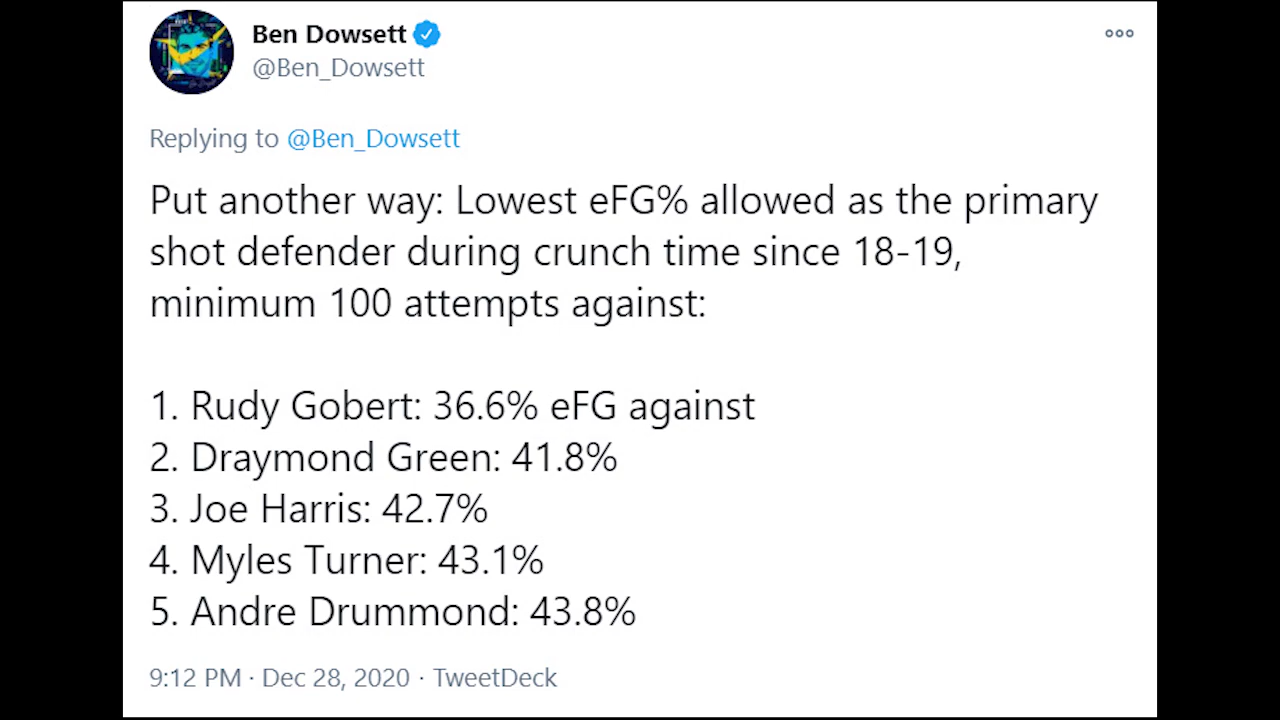 Ben Dowsett
@Ben_Dowsett
Replying to @Ben_Dowsett
Put another way: Lowest eFG% allowed as the primary
shot defender during crunch time since 18-19,
minimum 100 attempts against:
1. Rudy Gobert: 36.6% eFG against
2. Draymond Green: 41.8%
3. Joe Harris: 42.7%
4. Myles Turner: 43.1%
5. Andre Drummond: 43.8%
9:12 PM · Dec 28, 2020 · TweetDeck